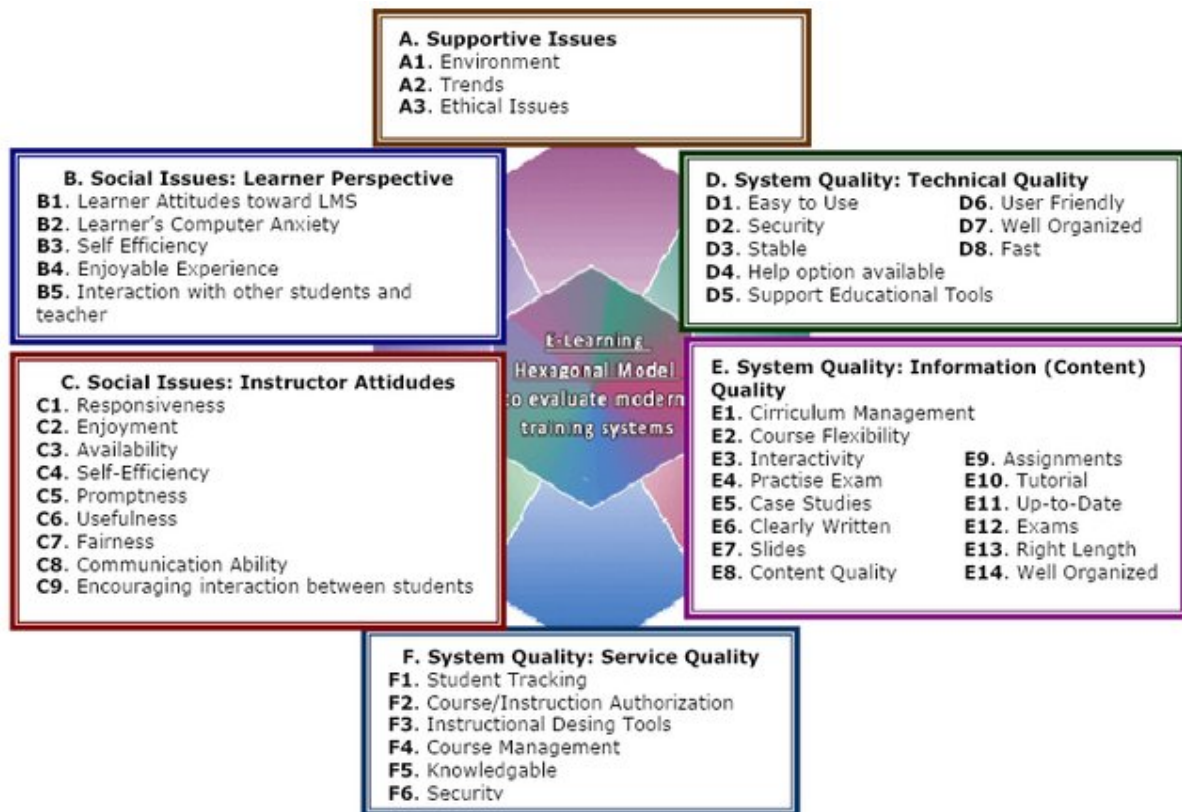 A. Supportive Issues
A1. Environment
A2. Trends
A3. Ethical Issues
B. Social Issues: Learner Perspective
B1. Learner Attitudes toward LMS
B2. Learner's Computer Anxiety
B3. Self Efficiency
B4. Enjoyable Experience
B5. Interaction with other students and
teacher
D. System Quality: Technical Quality
D1. Easy to Use
D2. Security
D3. Stable
D4. Help option available
D5. Support Educational Tools
D6. User Friendly
D7. Well Organized
D8. Fast
E-Learning
Hexagonal Model
to evaluate modern
training systems
C. Social Issues: Instructor Attidudes
C1. Responsiveness
C2. Enjoyment
C3. Availability
C4. Self-Efficiency
C5. Promptness
C6. Usefulness
C7. Fairness
C8. Communication Ability
C9. Encouraging interaction between students
E. System Quality: Information (Content)
Quality
E1. Cirriculum Management
E2. Course Flexibility
E3. Interactivity
E4. Practise Exam
E5. Case Studies
E6. Clearly Written
E7. Slides
E8. Content Quality
E9. Assignments
E10. Tutorial
E11. Up-to-Date
E12. Exams
E13. Right Length
E14. Well Organized
F. System Quality: Service Quality
F1. Student Tracking
F2. Course/Instruction Authorization
F3. Instructional Desing Tools
F4. Course Management
F5. Knowledgable
F6. Security